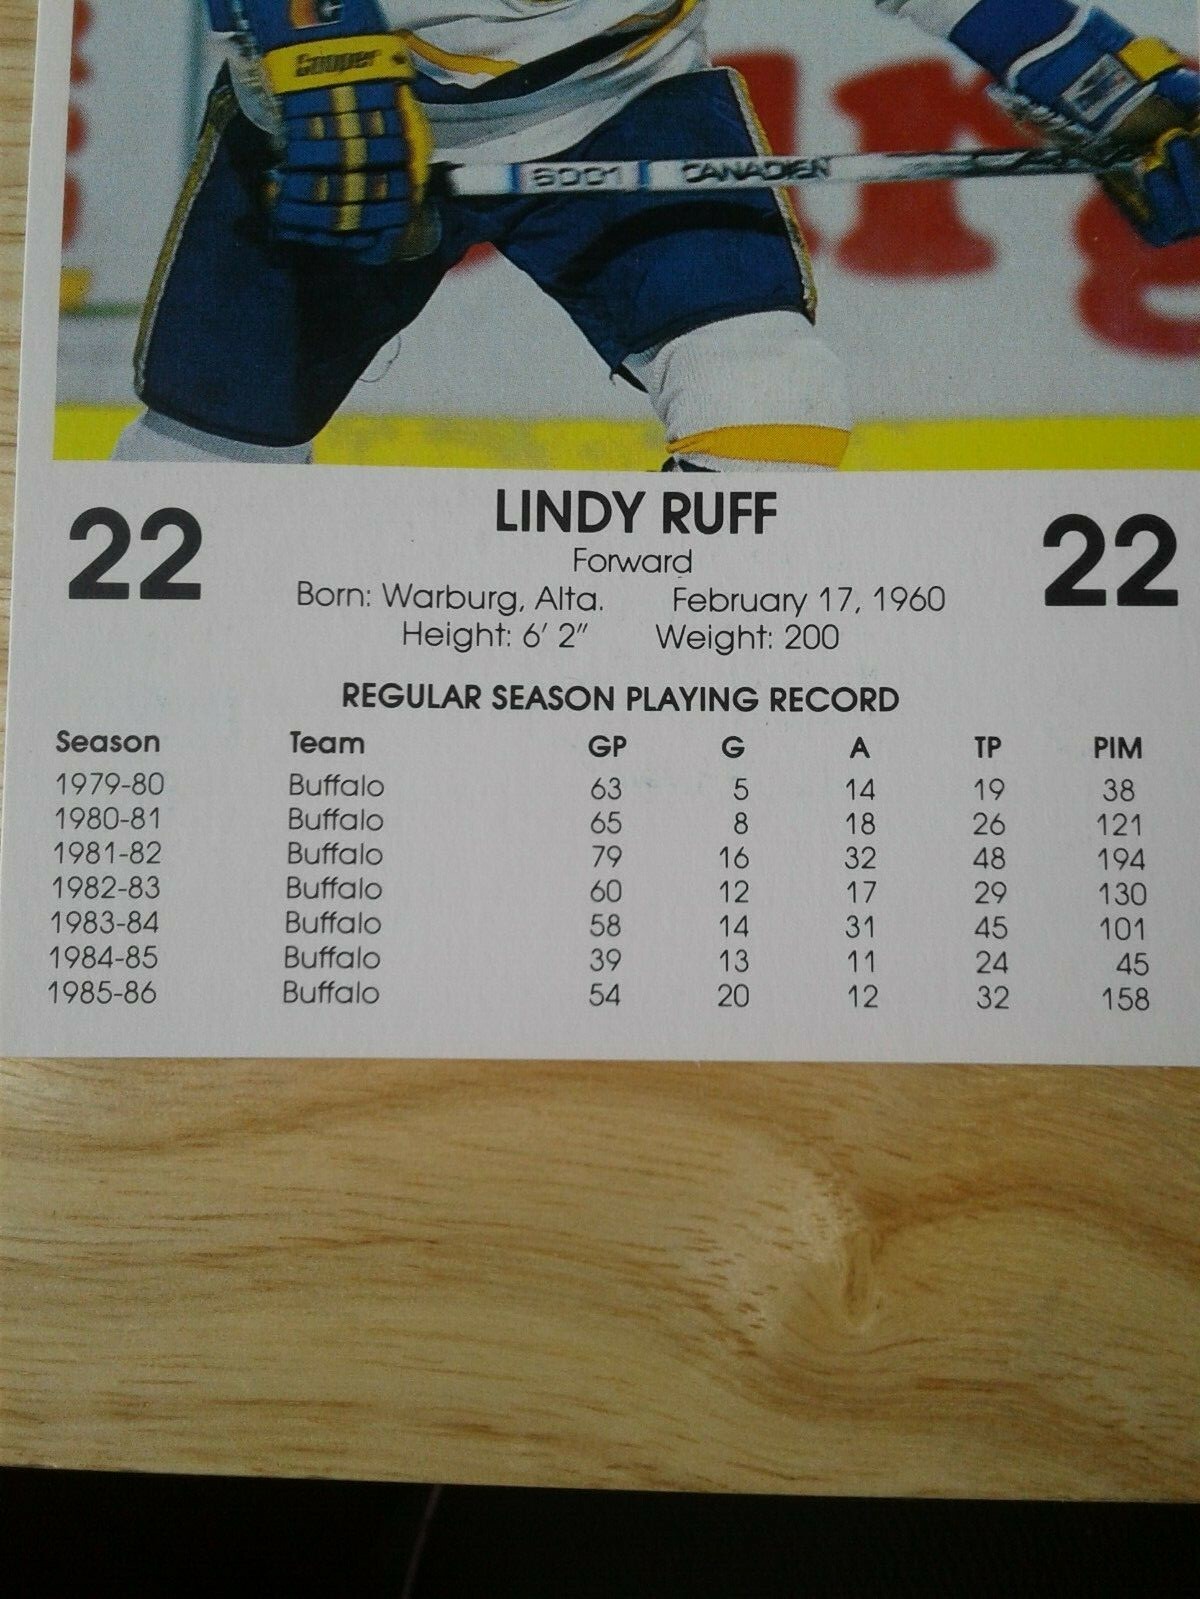 Cooper
6001 CANADIEN
22 LINDY RUFF 22
Forward
Born: Warburg, Alta. February 17, 1960
Height: 6' 2" Weight: 200
REGULAR SEASON PLAYING RECORD
Season Team GP G A TP PIM
1979-80 Buffalo 63 5 14 19 38
1980-81 Buffalo 65 8 18 26 121
1981-82 Buffalo 79 16 32 48 194
1982-83 Buffalo 60 12 17 29 130
1983-84 Buffalo 58 14 31 45 101
1984-85 Buffalo 39 13 11 24 45
1985-86 Buffalo 54 20 12 32 158